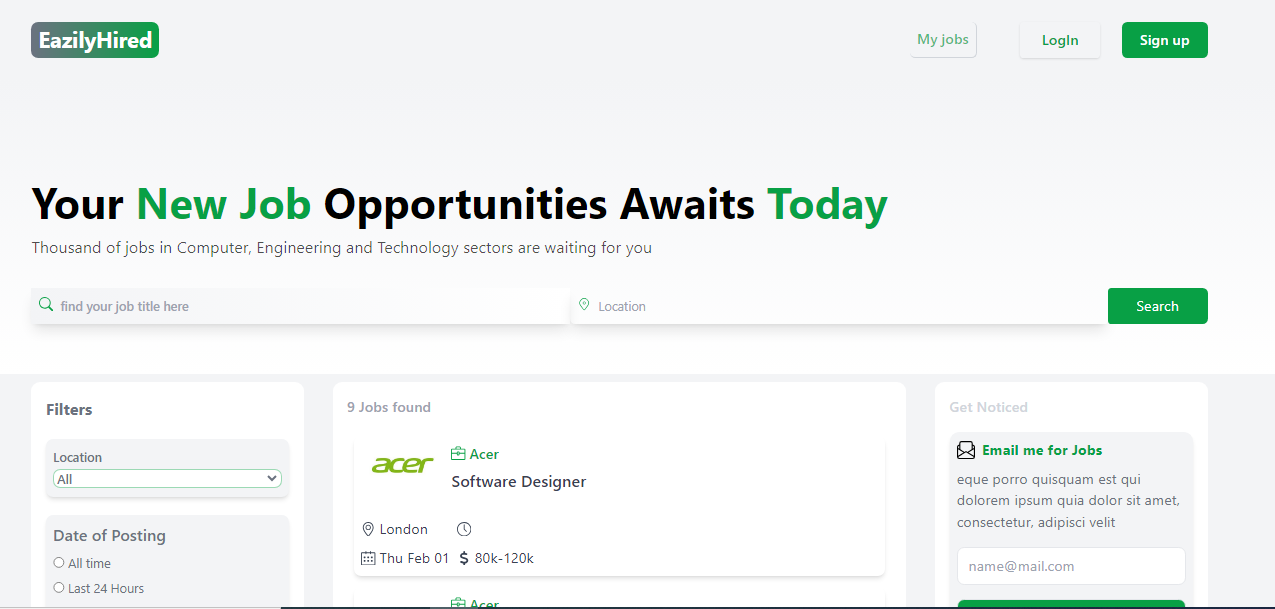 EazilyHired
My jobs
LogIn
Sign up
Your New Job Opportunities Awaits Today
Thousand of jobs in Computer, Engineering and Technology sectors are waiting for you
find your job title here
Location
Search
Filters
Location
All
Date of Posting
All time
Last 24 Hours
9 Jobs found
acer
Acer
Software Designer
London
Thu Feb 01
$ 80k-120k
Acer
Get Noticed
Email me for Jobs
eque porro quisquam est qui
dolorem ipsum quia dolor sit amet,
consectetur, adipisci velit
name@mail.com